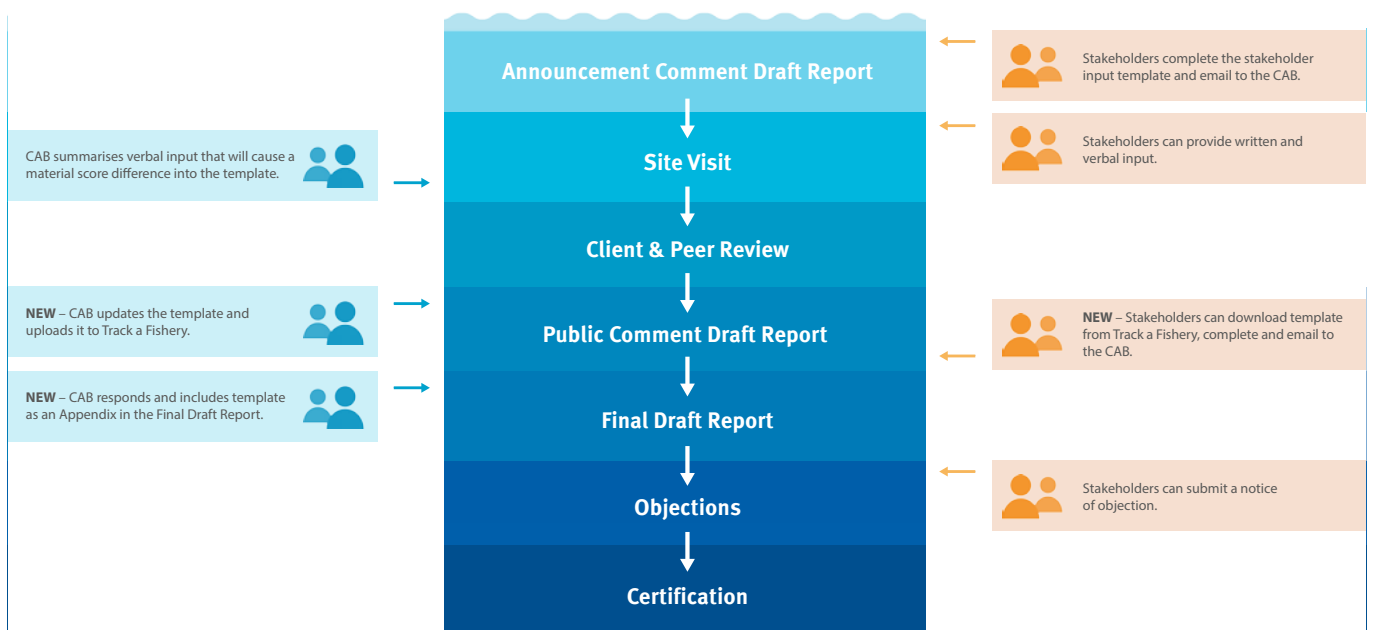 Announcement Comment Draft Report
Stakeholders complete the stakeholder
input template and email to the CAB.
Stakeholders can provide written and
verbal input.
CAB summarises verbal input that will cause a
material score difference into the template.
Site Visit
Client & Peer Review
NEW – CAB updates the template and
uploads it to Track a Fishery.
Public Comment Draft Report
NEW – Stakeholders can download template
from Track a Fishery, complete and email to
the CAB.
NEW – CAB responds and includes template
as an Appendix in the Final Draft Report.
Final Draft Report
Stakeholders can submit a notice
of objection.
Objections
Certification